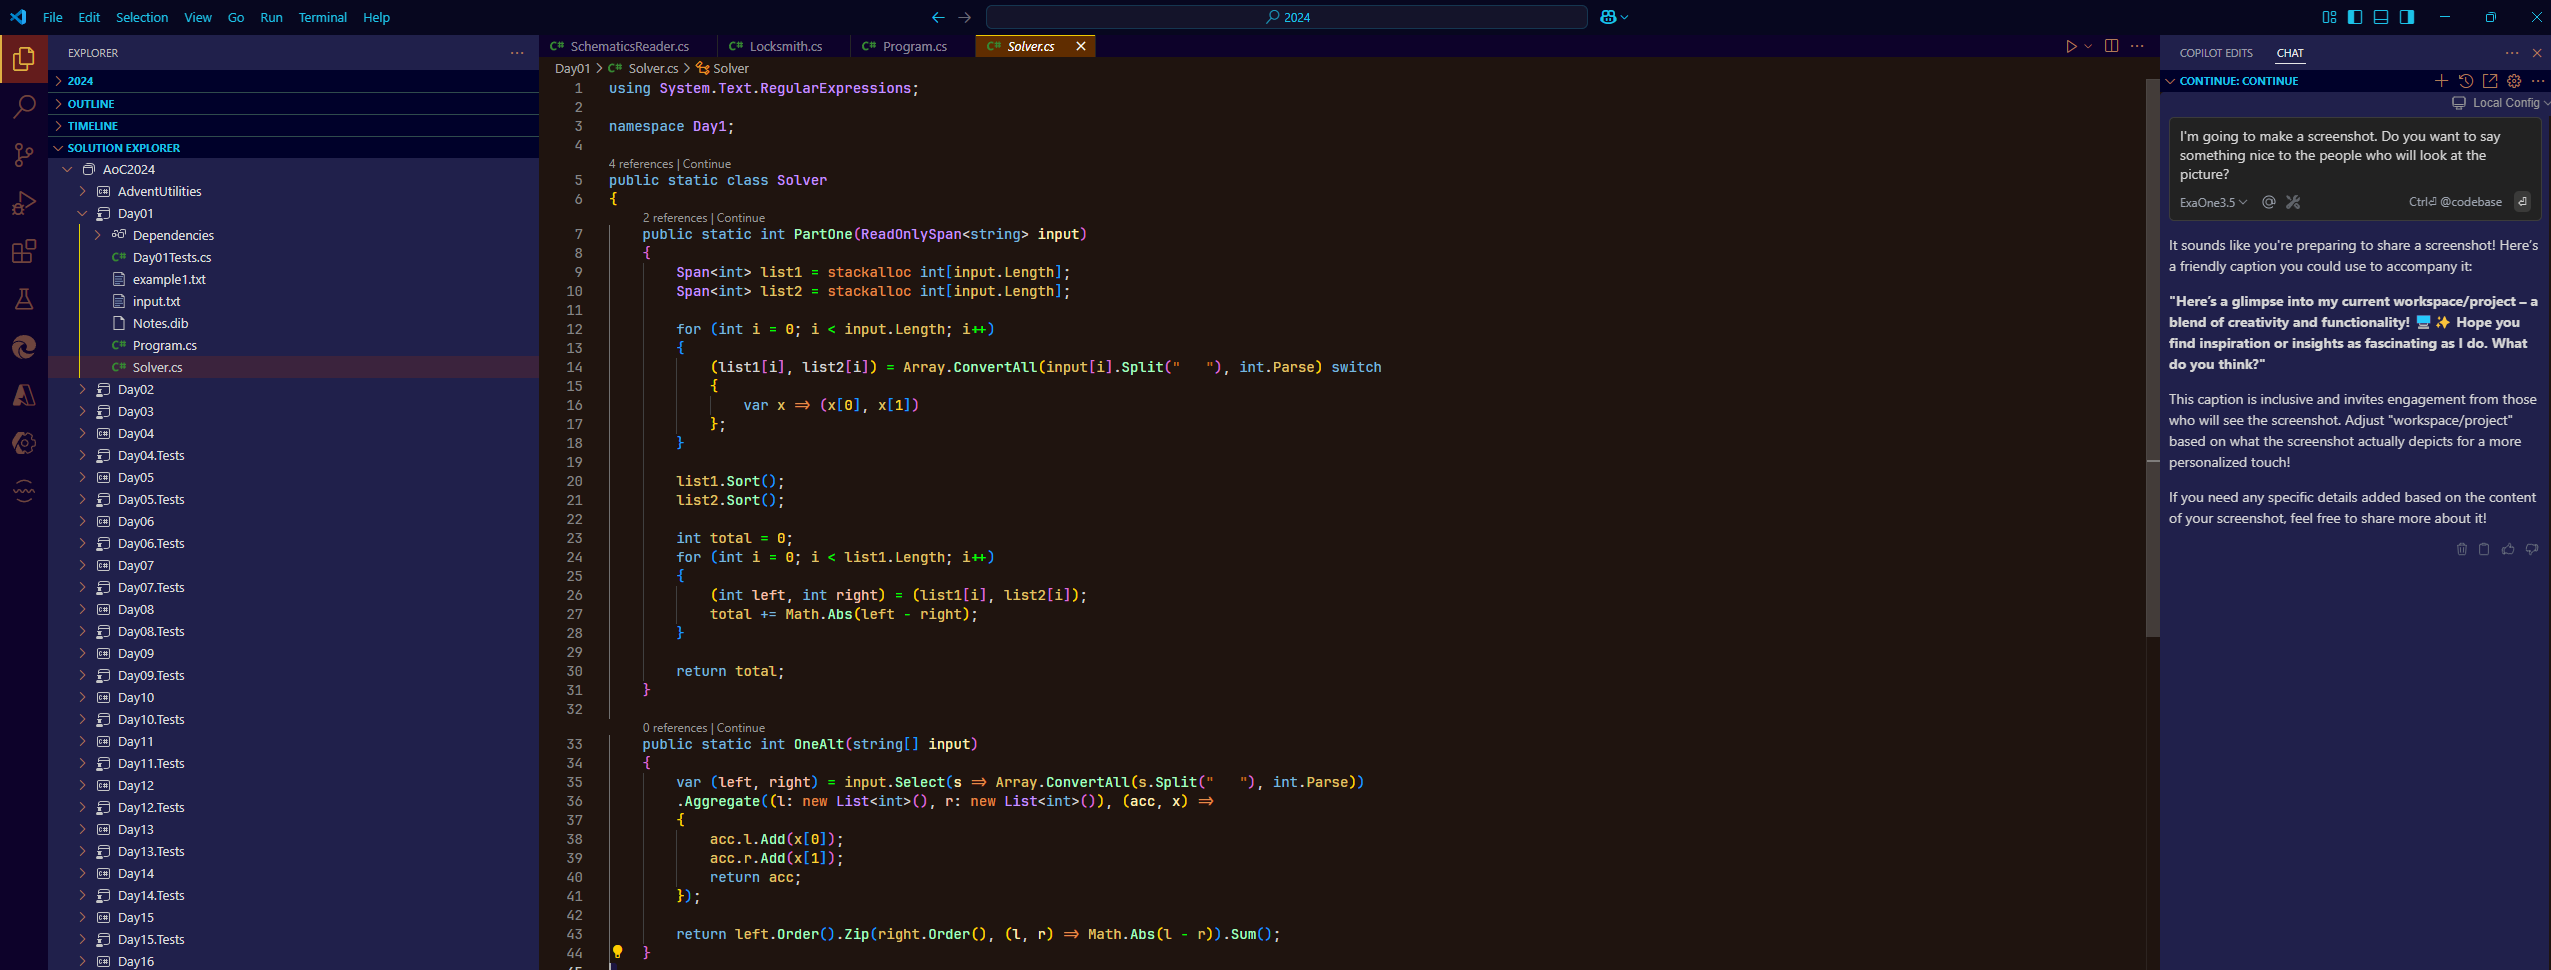 File Edit Selection View Go Run Terminal Help
2024
EXPLORER
2024
OUTLINE
TIMELINE
SOLUTION EXPLORER
AoC2024
AdventUtilities
Day01
Dependencies
Day01Tests.cs
example1.txt
input.txt
Notes.dib
Program.cs
Solver.cs
Day02
Day03
Day04
Day04.Tests
Day05
Day05.Tests
Day06
Day06.Tests
Day07
Day07.Tests
Day08
Day08.Tests
Day09
Day09.Tests
Day10
Day10.Tests
Day11
Day11.Tests
Day12
Day12.Tests
Day13
Day13.Tests
Day14
Day14.Tests
Day15
Day15.Tests
Day16
C# SchematicsReader.cs C# Locksmith.cs C# Program.cs C# Solver.cs
Day01 > C# Solver.cs > Solver
1 using System.Text.RegularExpressions;
2
3 namespace Day1;
4
4 references | Continue
5 public static class Solver
6 {
2 references | Continue
7 public static int PartOne(ReadOnlySpan<string> input)
8 {
9 Span<int> list1 = stackalloc int[input.Length];
10 Span<int> list2 = stackalloc int[input.Length];
11
12 for (int i = 0; i < input.Length; i++)
13 {
14 (list1[i], list2[i]) = Array.ConvertAll(input[i].Split("   "), int.Parse) switch
15 {
16 var x => (x[0], x[1])
17 };
18 }
19
20 list1.Sort();
21 list2.Sort();
22
23 int total = 0;
24 for (int i = 0; i < list1.Length; i++)
25 {
26 (int left, int right) = (list1[i], list2[i]);
27 total += Math.Abs(left - right);
28 }
29
30 return total;
31 }
32
0 references | Continue
33 public static int OneAlt(string[] input)
34 {
35 var (left, right) = input.Select(s => Array.ConvertAll(s.Split("   "), int.Parse))
36 .Aggregate((l: new List<int>(), r: new List<int>()), (acc, x) =>
37 {
38 acc.l.Add(x[0]);
39 acc.r.Add(x[1]);
40 return acc;
41 });
42
43 return left.Order().Zip(right.Order(), (l, r) => Math.Abs(l - r)).Sum();
44 }
COPILOT EDITS CHAT
CONTINUE: CONTINUE
Local Config
I'm going to make a screenshot. Do you want to say
something nice to the people who will look at the
picture?
ExaOne3.5 @ Ctrl⏎ @codebase
It sounds like you're preparing to share a screenshot! Here's
a friendly caption you could use to accompany it:
"Here's a glimpse into my current workspace/project – a
blend of creativity and functionality! 🖥️ ✨ Hope you
find inspiration or insights as fascinating as I do. What
do you think?"
This caption is inclusive and invites engagement from those
who will see the screenshot. Adjust "workspace/project"
based on what the screenshot actually depicts for a more
personalized touch!
If you need any specific details added based on the content
of your screenshot, feel free to share more about it!